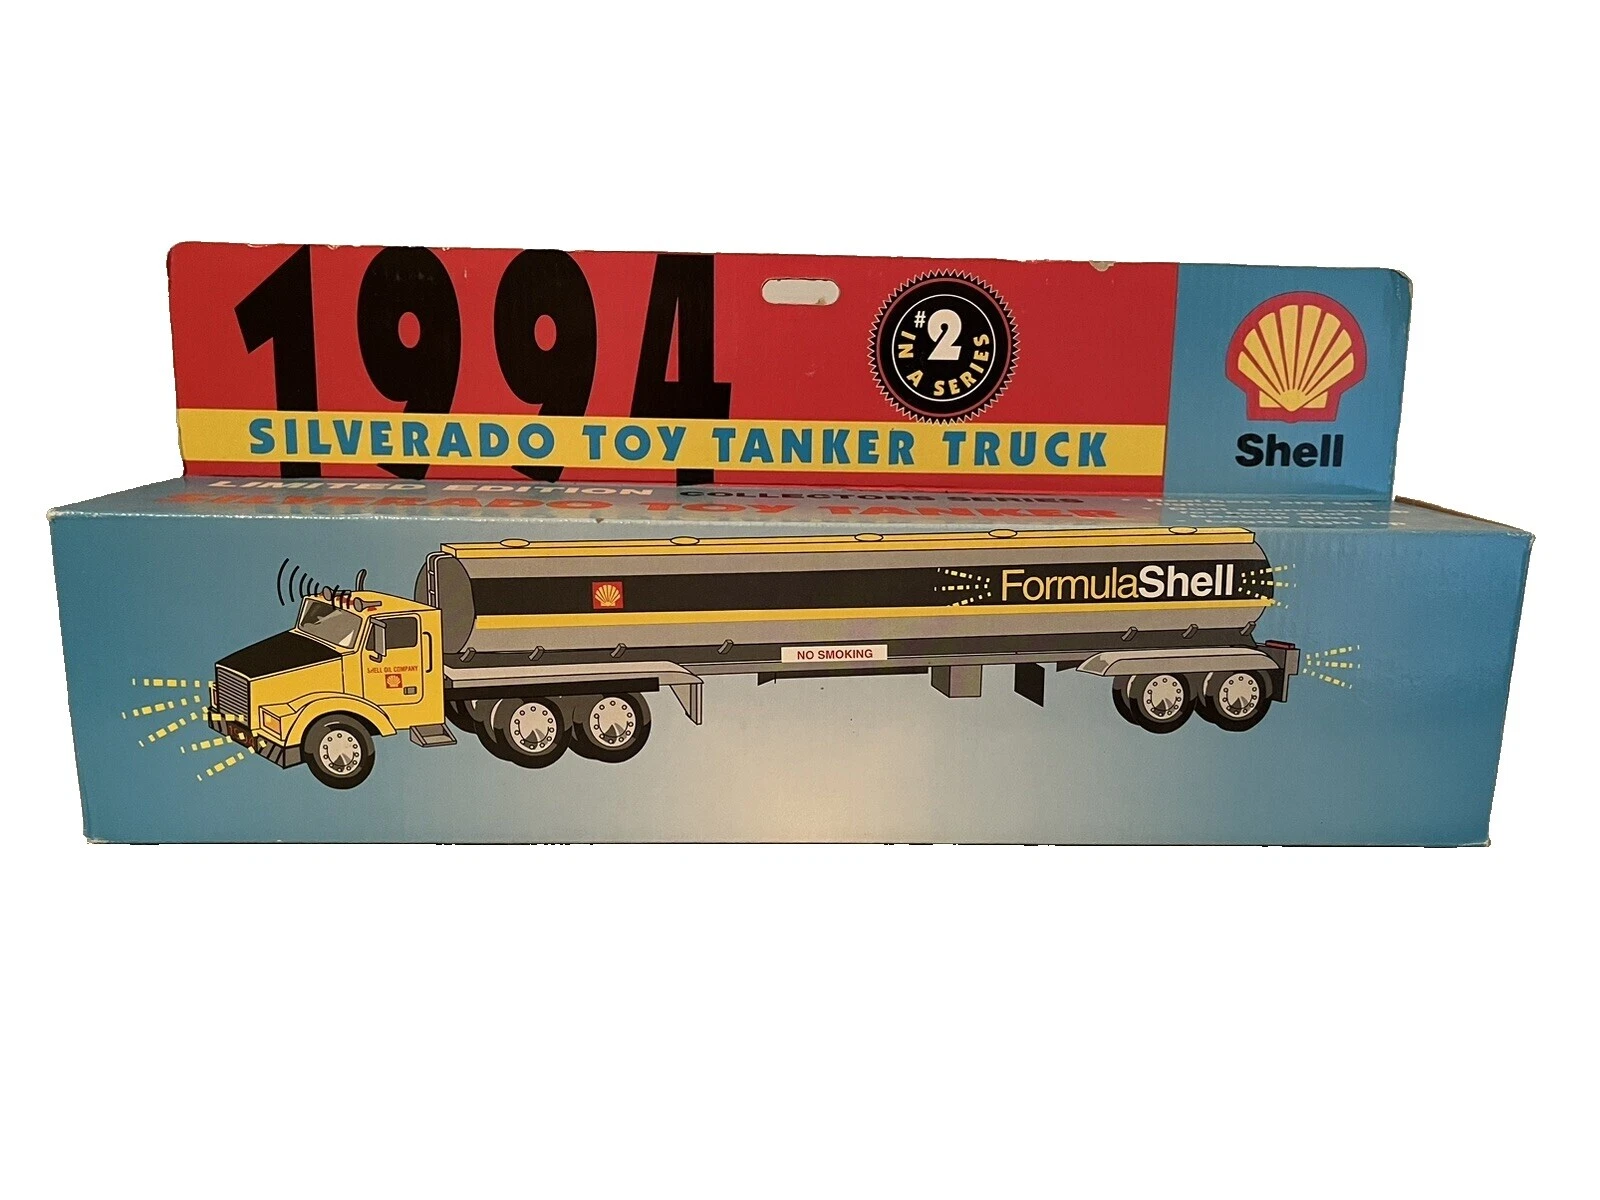 1994
#2
IN A SERIES
SILVERADO TOY TANKER TRUCK
Shell
LIMITED EDITION COLLECTORS SERIES
SILVERADO TOY TANKER
FormulaShell
NO SMOKING
SHELL OIL COMPANY